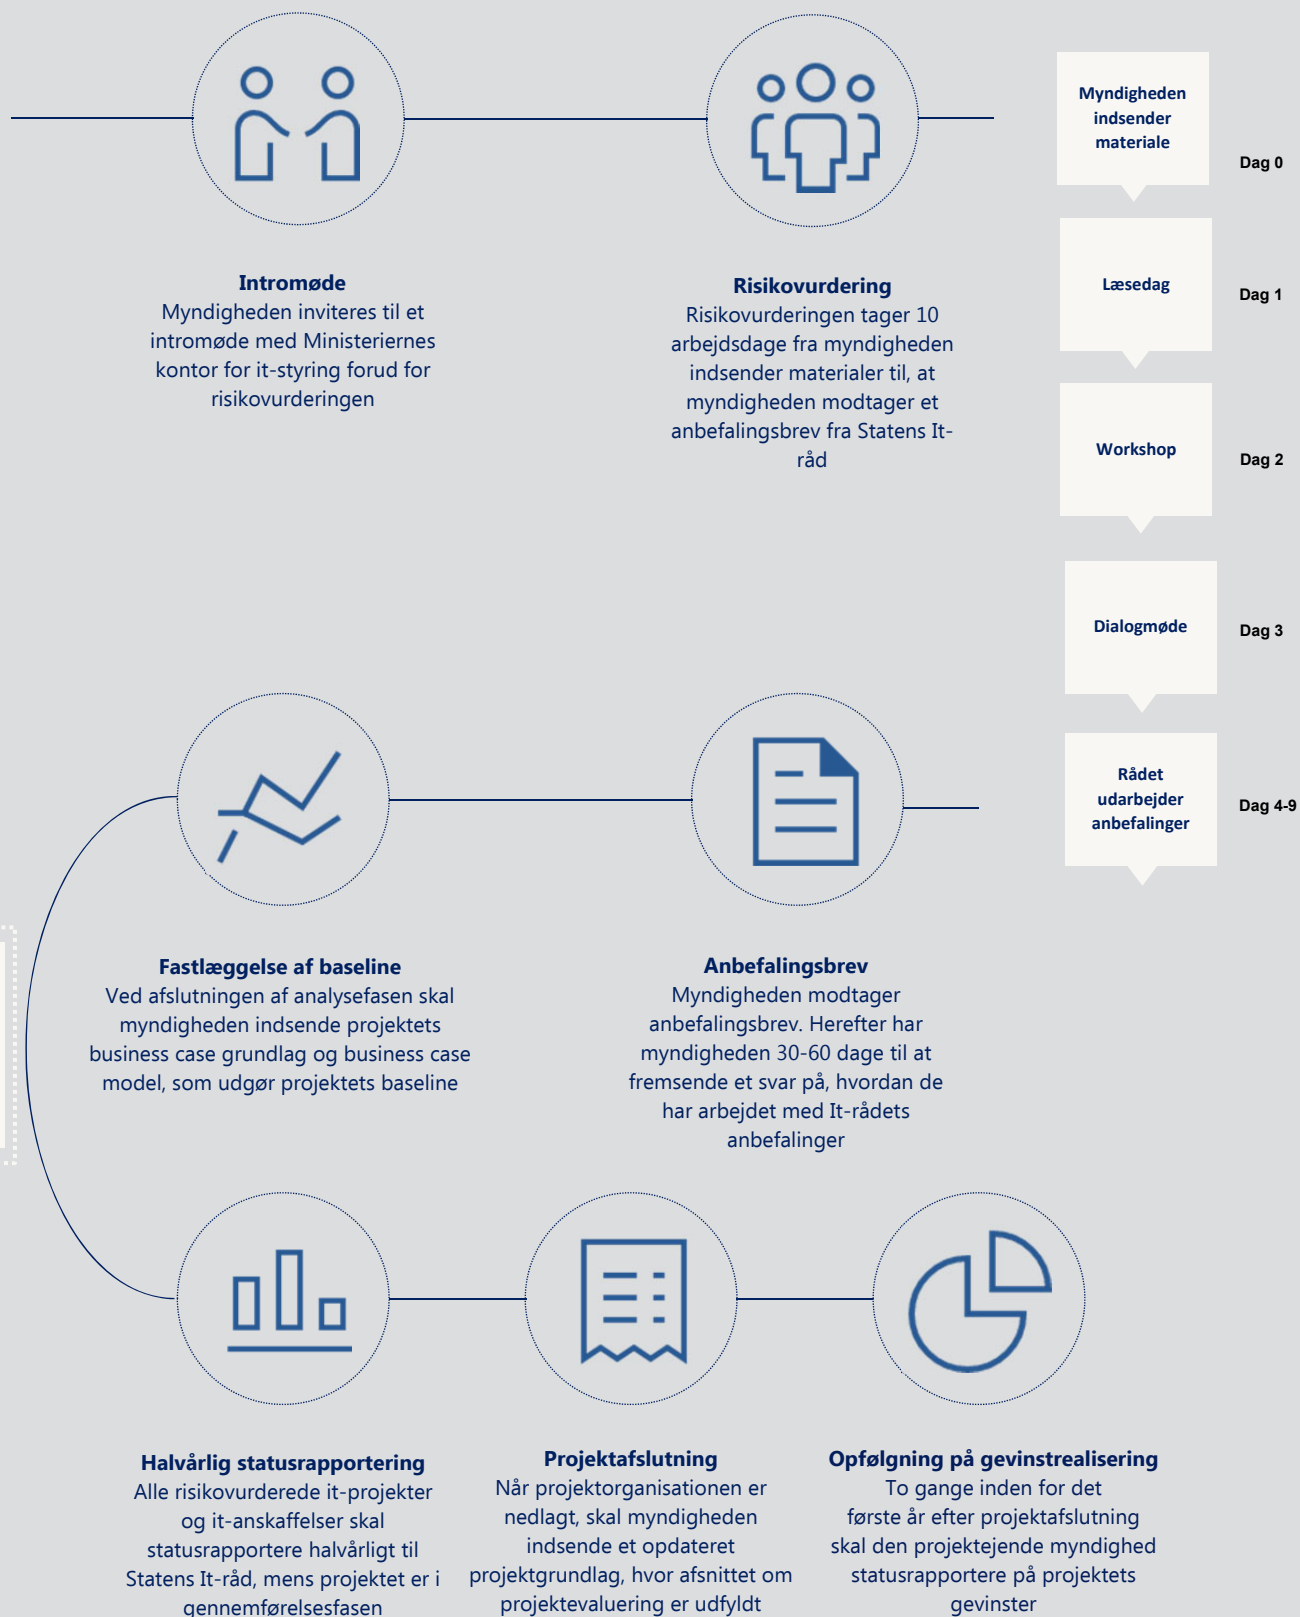 Intromøde
Myndigheden inviteres til et
intromøde med Ministeriernes
kontor for it-styring forud for
risikovurderingen
Risikovurdering
Risikovurderingen tager 10
arbejdsdage fra myndigheden
indsender materialer til, at
myndigheden modtager et
anbefalingsbrev fra Statens It-
råd
Myndigheden
indsender
materiale
Dag 0
Læsedag
Dag 1
Workshop
Dag 2
Dialogmøde
Dag 3
Rådet
udarbejder
anbefalinger
Dag 4-9
Anbefalingsbrev
Myndigheden modtager
anbefalingsbrev. Herefter har
myndigheden 30-60 dage til at
fremsende et svar på, hvordan de
har arbejdet med It-rådets
anbefalinger
Fastlæggelse af baseline
Ved afslutningen af analysefasen skal
myndigheden indsende projektets
business case grundlag og business case
model, som udgør projektets baseline
Halvårlig statusrapportering
Alle risikovurderede it-projekter
og it-anskaffelser skal
statusrapportere halvårligt til
Statens It-råd, mens projektet er i
gennemførelsesfasen
Projektafslutning
Når projektorganisationen er
nedlagt, skal myndigheden
indsende et opdateret
projektgrundlag, hvor afsnittet om
projektevaluering er udfyldt
Opfølgning på gevinstrealisering
To gange inden for det
første år efter projektafslutning
skal den projektejende myndighed
statusrapportere på projektets
gevinster